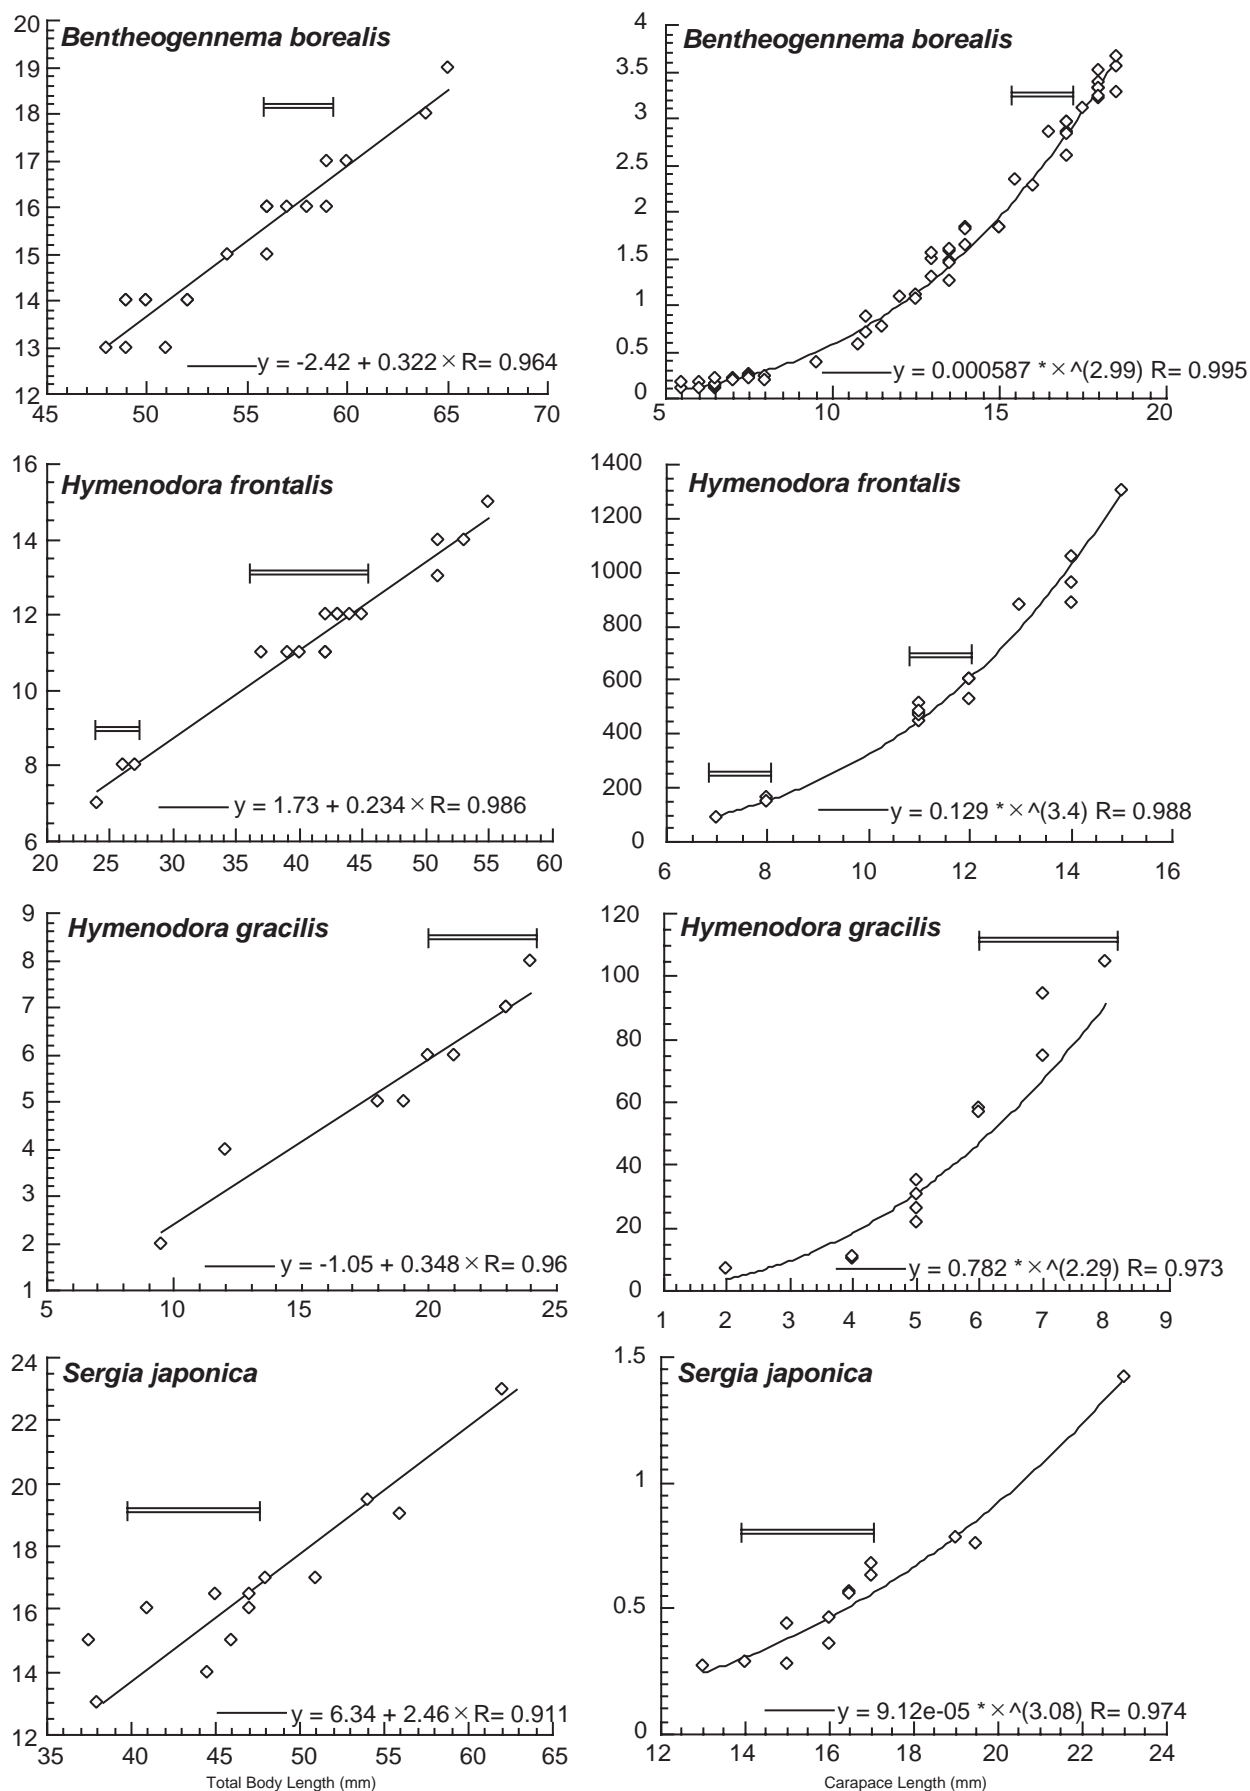 Bentheogennema borealis
20
19
18
17
16
15
14
13
12
y = -2.42 + 0.322 × R= 0.964
45 50 55 60 65 70
Bentheogennema borealis
4
3.5
3
2.5
2
1.5
1
0.5
0
y = 0.000587 * × ^(2.99) R= 0.995
5 10 15 20
Hymenodora frontalis
16
14
12
10
8
6
y = 1.73 + 0.234 × R= 0.986
20 25 30 35 40 45 50 55 60
Hymenodora frontalis
1400
1200
1000
800
600
400
200
0
y = 0.129 * × ^(3.4) R= 0.988
6 8 10 12 14 16
Hymenodora gracilis
9
8
7
6
5
4
3
2
1
y = -1.05 + 0.348 × R= 0.96
5 10 15 20 25
Hymenodora gracilis
120
100
80
60
40
20
0
y = 0.782 * × ^(2.29) R= 0.973
1 2 3 4 5 6 7 8 9
Sergia japonica
24
22
20
18
16
14
12
y = 6.34 + 2.46 × R= 0.911
35 40 45 50 55 60 65
Total Body Length (mm)
Sergia japonica
1.5
1
0.5
0
y = 9.12e-05 * × ^(3.08) R= 0.974
12 14 16 18 20 22 24
Carapace Length (mm)